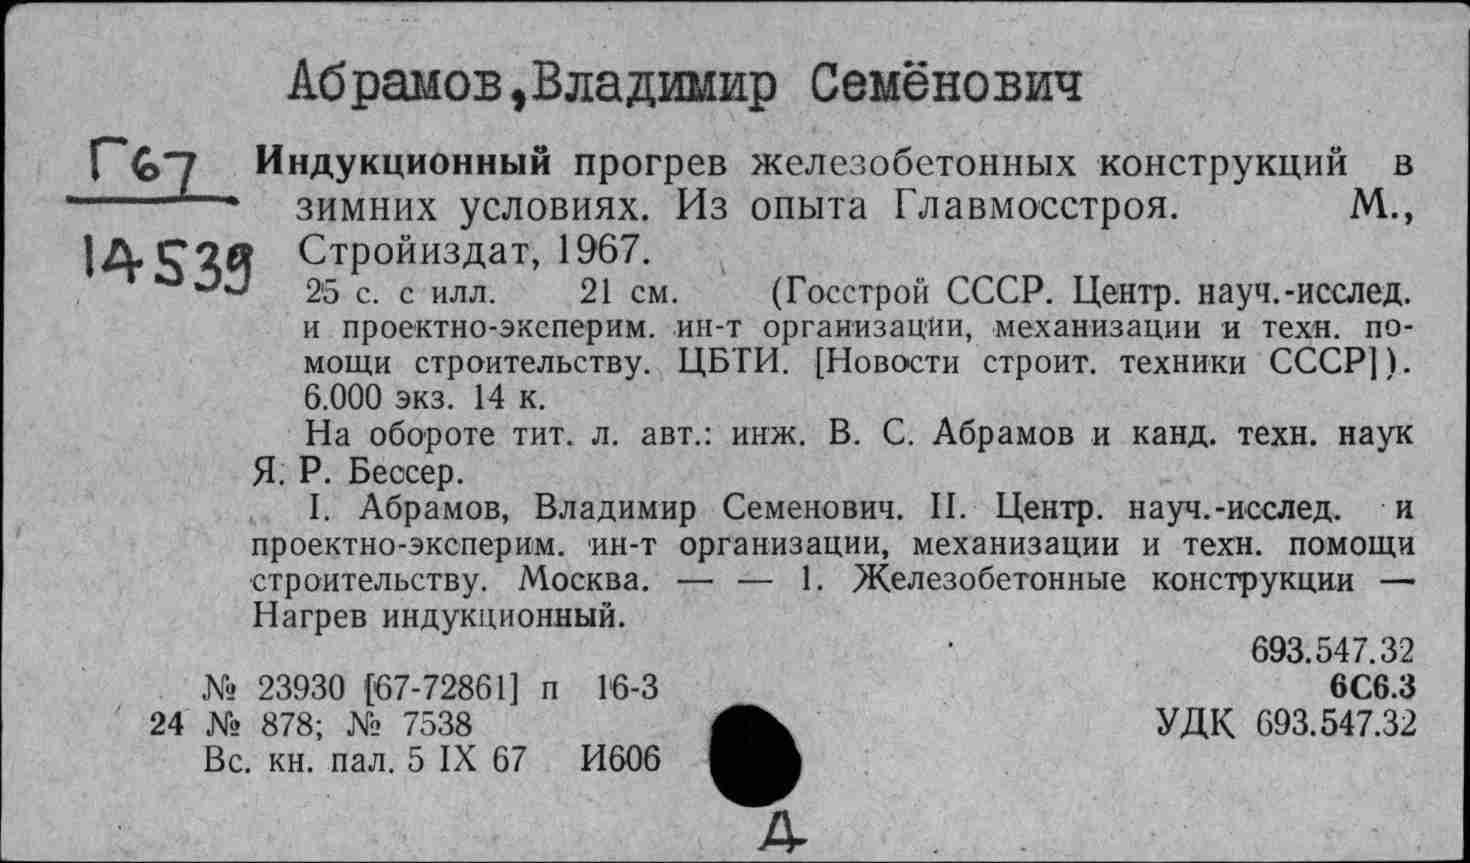 Абрамов,Владимир Семёнович
Г67
14539
Индукционный прогрев железобетонных конструкций в
зимних условиях. Из опыта Главмосстроя. М.,
Стройиздат, 1967.
25 с. с илл. 21 см. (Госстрой СССР. Центр. науч.-исслед.
и проектно-эксперим. ин-т организации, механизации и техн. по-
мощи строительству. ЦБТИ. [Новости строит. техники СССР]).
6.000 экз. 14 к.
На обороте тит. л. авт.: инж. В. С. Абрамов и канд. техн. наук
Я. Р. Бессер.
I. Абрамов, Владимир Семенович. II. Центр. науч.-исслед. и
проектно-эксперим. ин-т организации, механизации и техн. помощи
строительству. Москва. — — 1. Железобетонные конструкции —
Нагрев индукционный.
693.547.32
№ 23930 [67-72861] п 16-3 6С6.3
24 № 878; № 7538 УДК 693.547.32
Вс. кн. пал. 5 IX 67 И606
Д